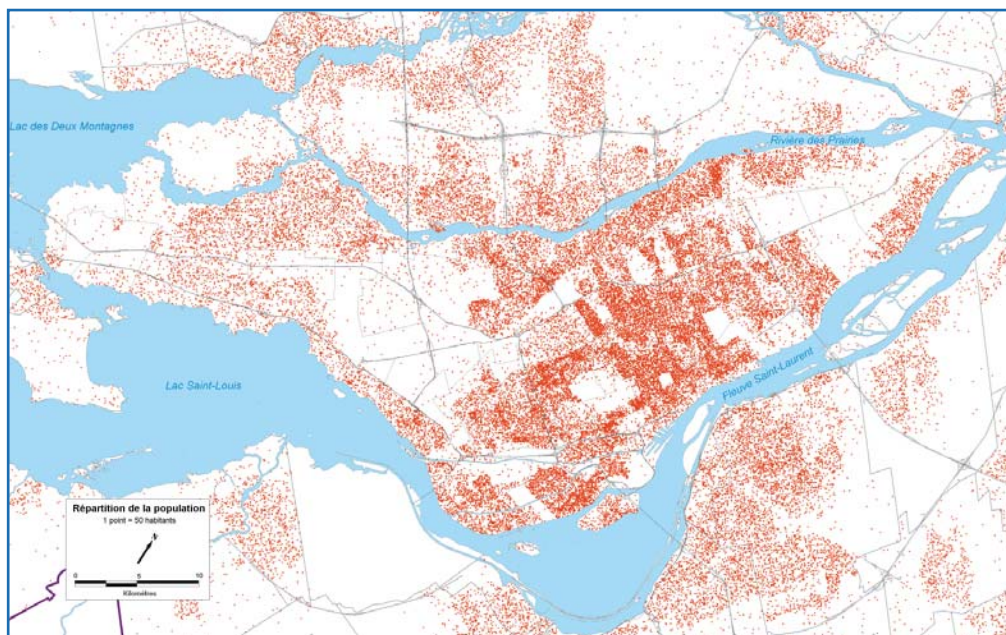 Lac des Deux Montagnes
Rivière des Prairies
Fleuve Saint-Laurent
Lac Saint-Louis
Répartition de la population
1 point = 50 habitants
N
0 5 10
Kilomètres